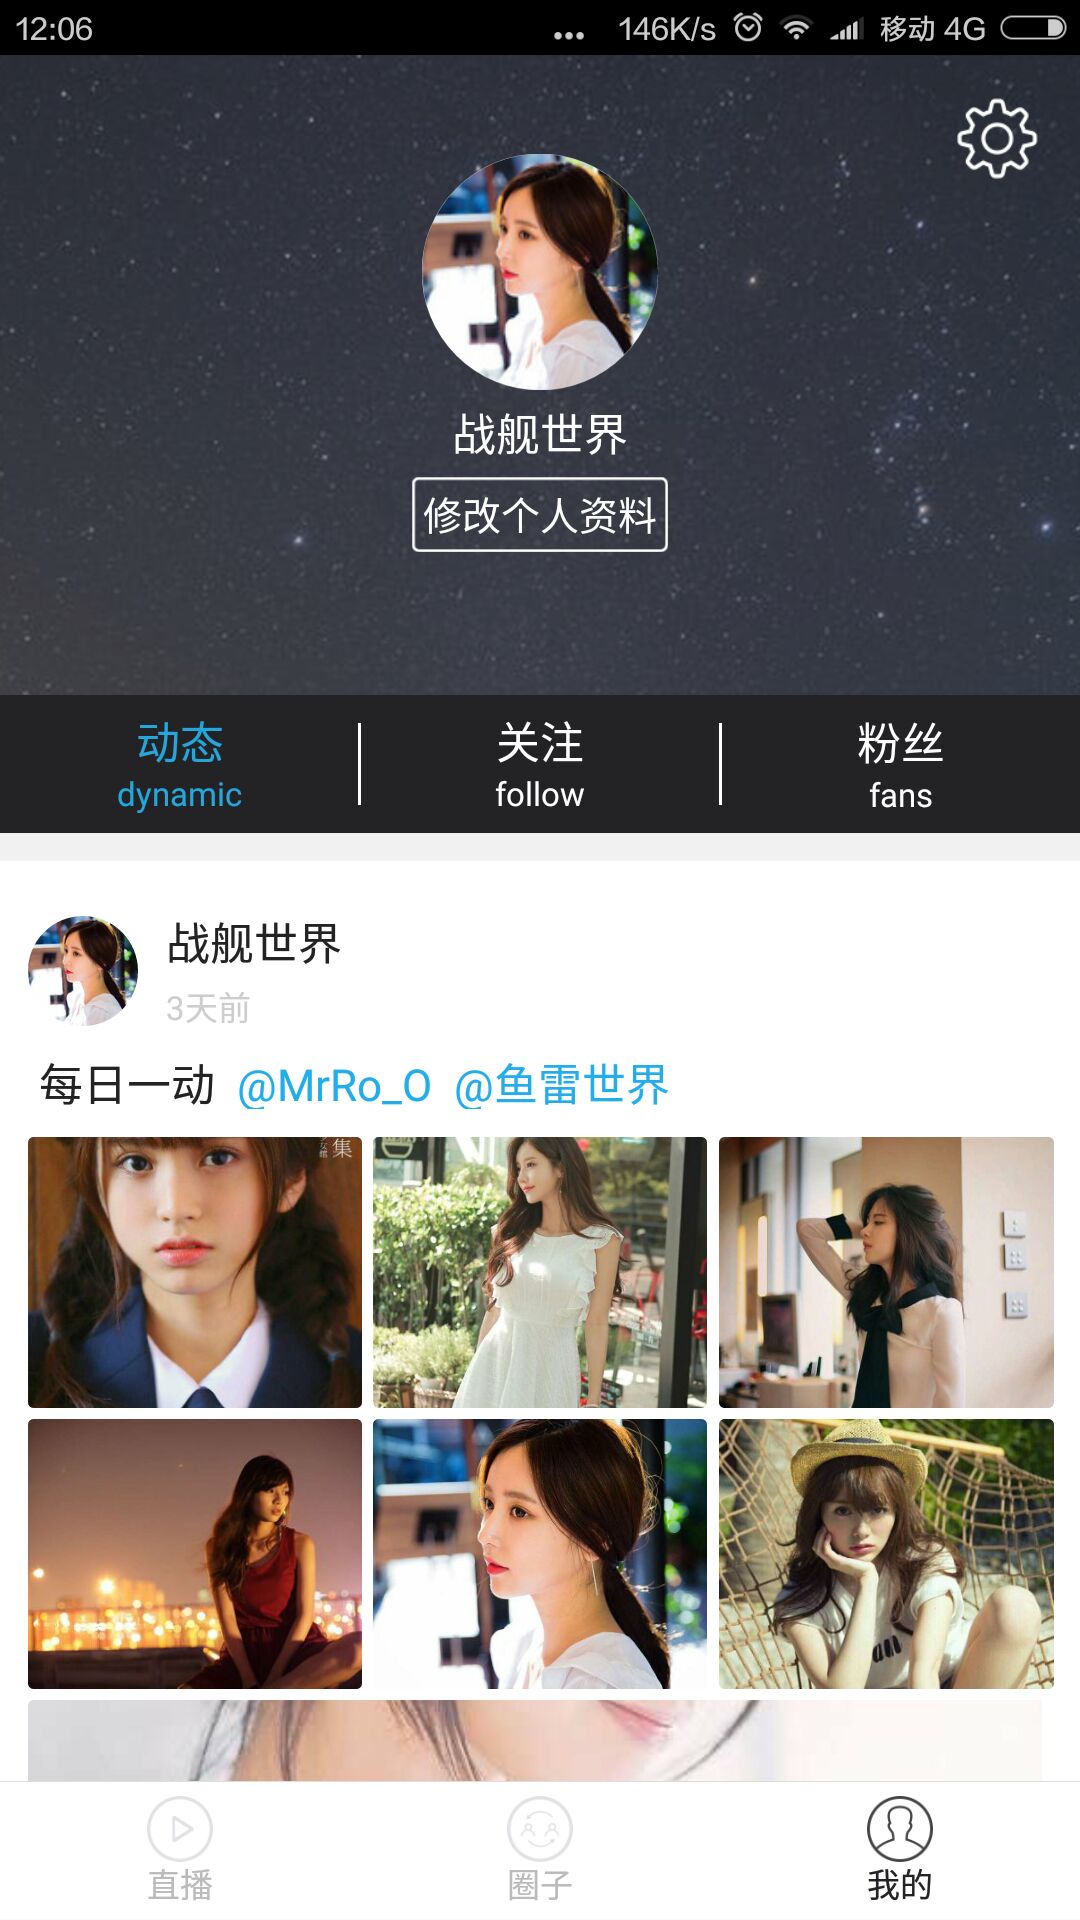 12:06 ... 146K/s 移动 4G
战舰世界
修改个人资料
动态 关注 粉丝
dynamic follow fans
战舰世界
3天前
每日一动 @MrRo_O @鱼雷世界
集
直播 圈子 我的